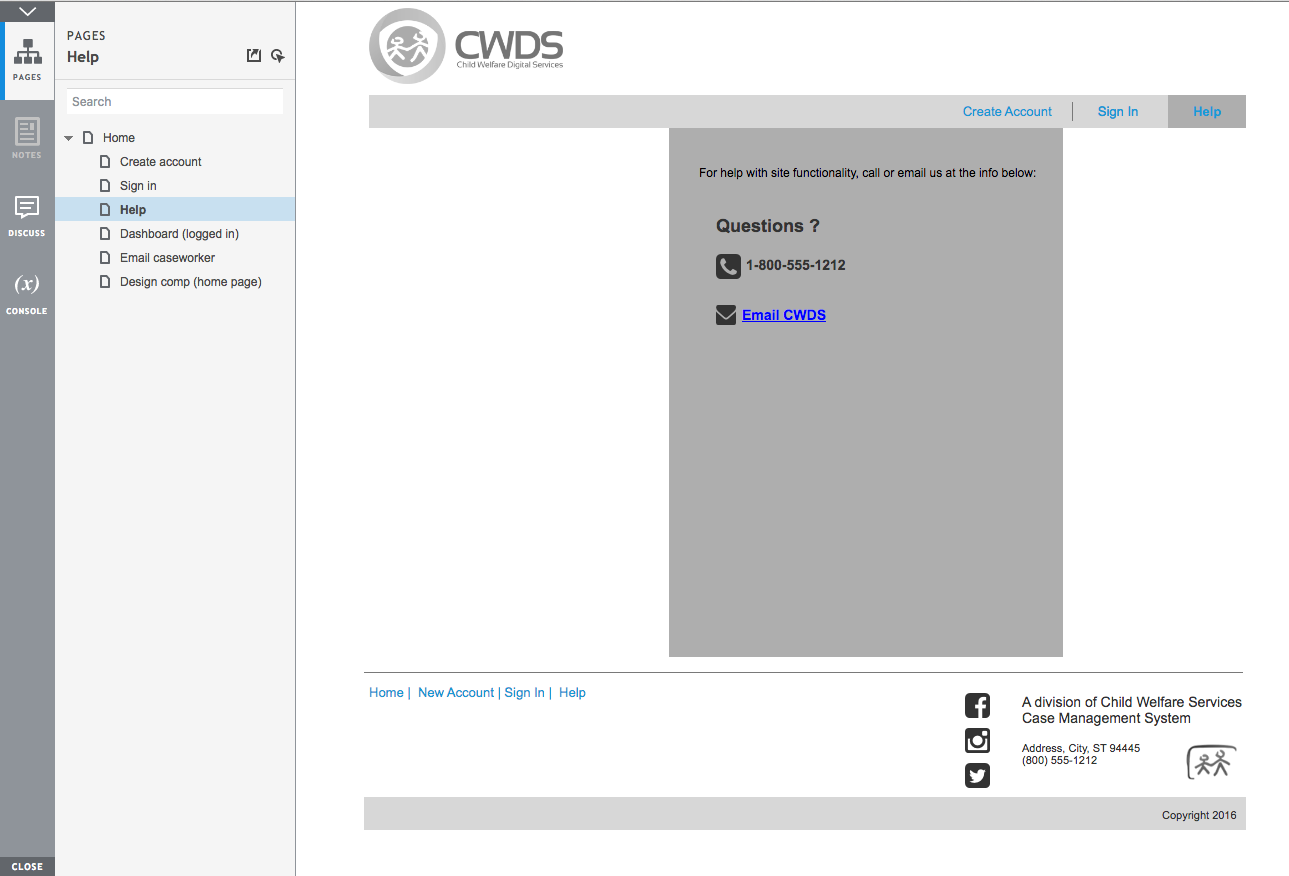 PAGES
NOTES
DISCUSS
(x)
CONSOLE
CLOSE
PAGES
Help
Search
Home
Create account
Sign in
Help
Dashboard (logged in)
Email caseworker
Design comp (home page)
CWDS
Child Welfare Digital Services
Create Account | Sign In Help
For help with site functionality, call or email us at the info below:
Questions ?
1-800-555-1212
Email CWDS
Home | New Account | Sign In | Help
A division of Child Welfare Services
Case Management System
Address, City, ST 94445
(800) 555-1212
Copyright 2016